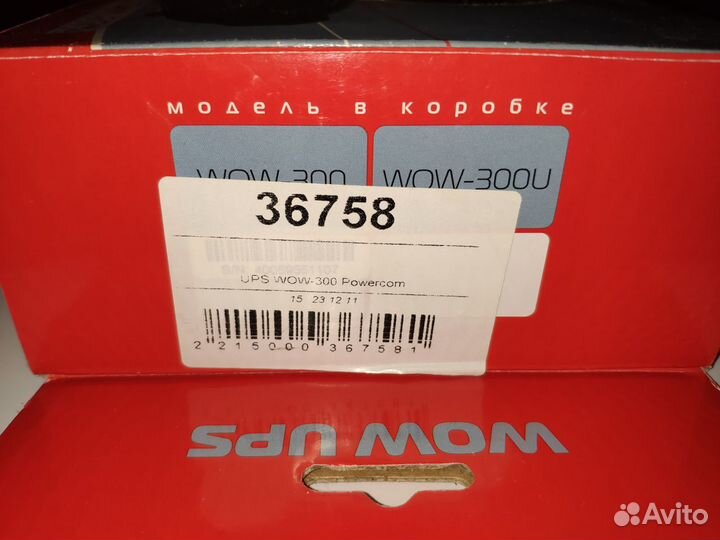 модель в коробке
WOW-300 WOW-300U
36758
UPS WOW-300 Powercom
15 23 12 11
2 215000 367581
WOW UPS
Avito